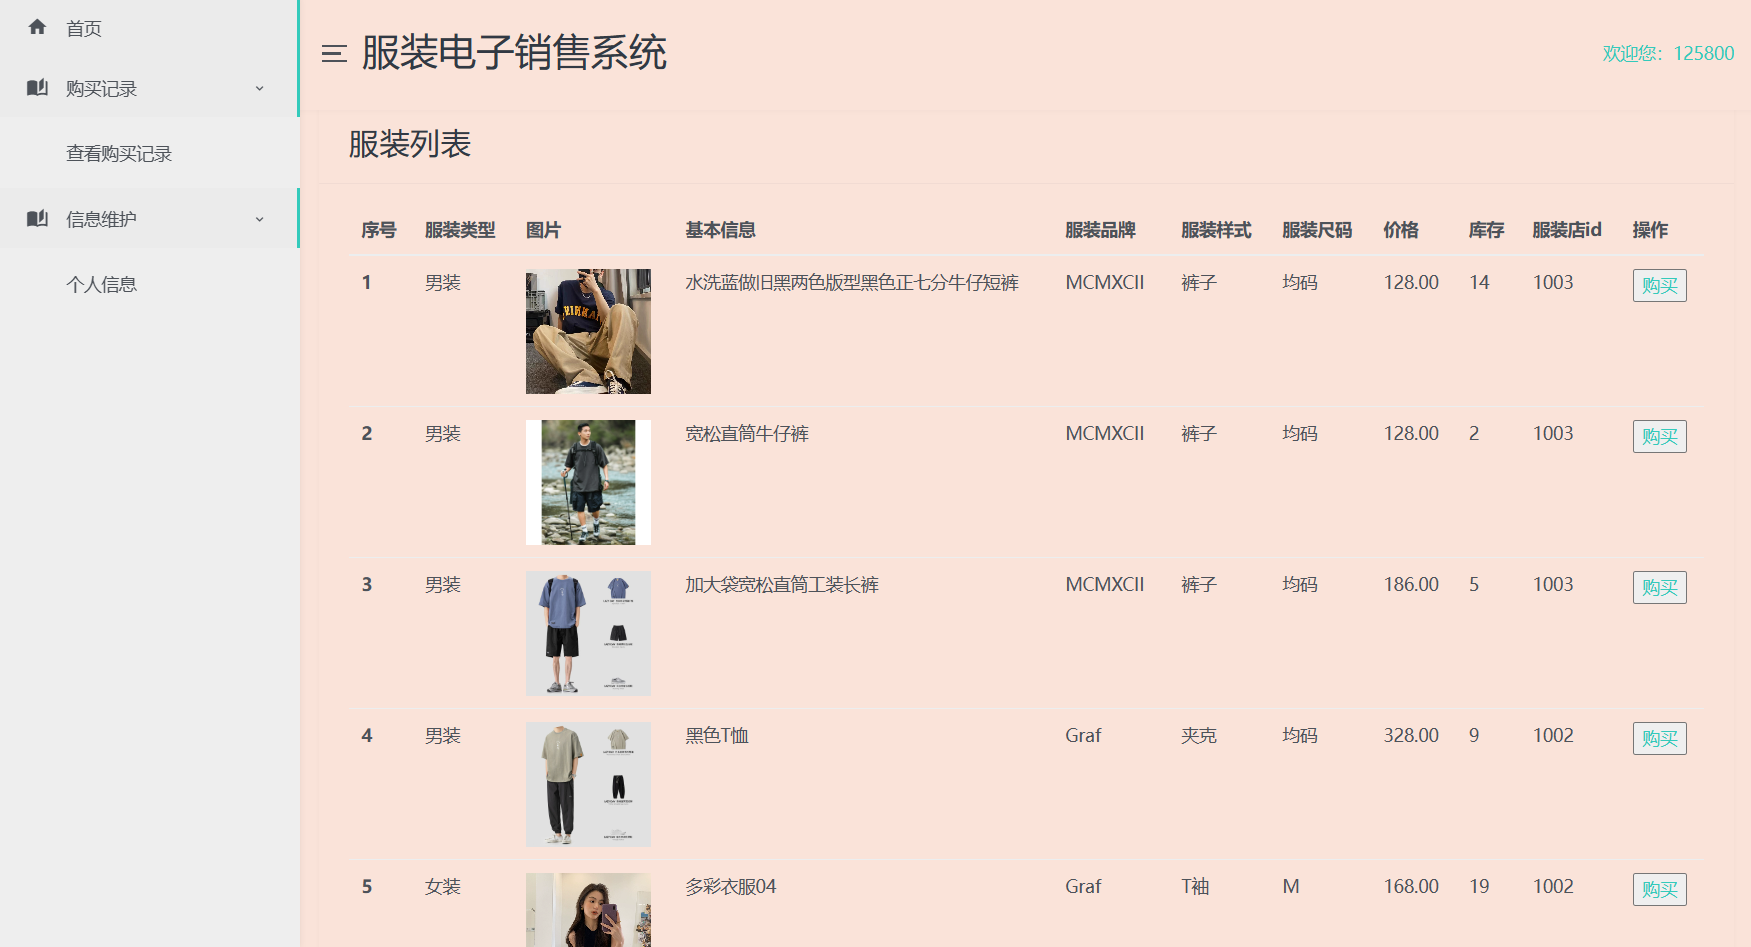 首页
购买记录
查看购买记录
信息维护
个人信息
服装电子销售系统
欢迎您：125800
服装列表
序号 服装类型 图片 基本信息 服装品牌 服装样式 服装尺码 价格 库存 服装店id 操作
1 男装 水洗蓝做旧黑两色版型黑色正七分牛仔短裤 MCMXCII 裤子 均码 128.00 14 1003 购买
2 男装 宽松直筒牛仔裤 MCMXCII 裤子 均码 128.00 2 1003 购买
3 男装 加大袋宽松直筒工装长裤 MCMXCII 裤子 均码 186.00 5 1003 购买
4 男装 黑色T恤 Graf 夹克 均码 328.00 9 1002 购买
5 女装 多彩衣服04 Graf T袖 M 168.00 19 1002 购买